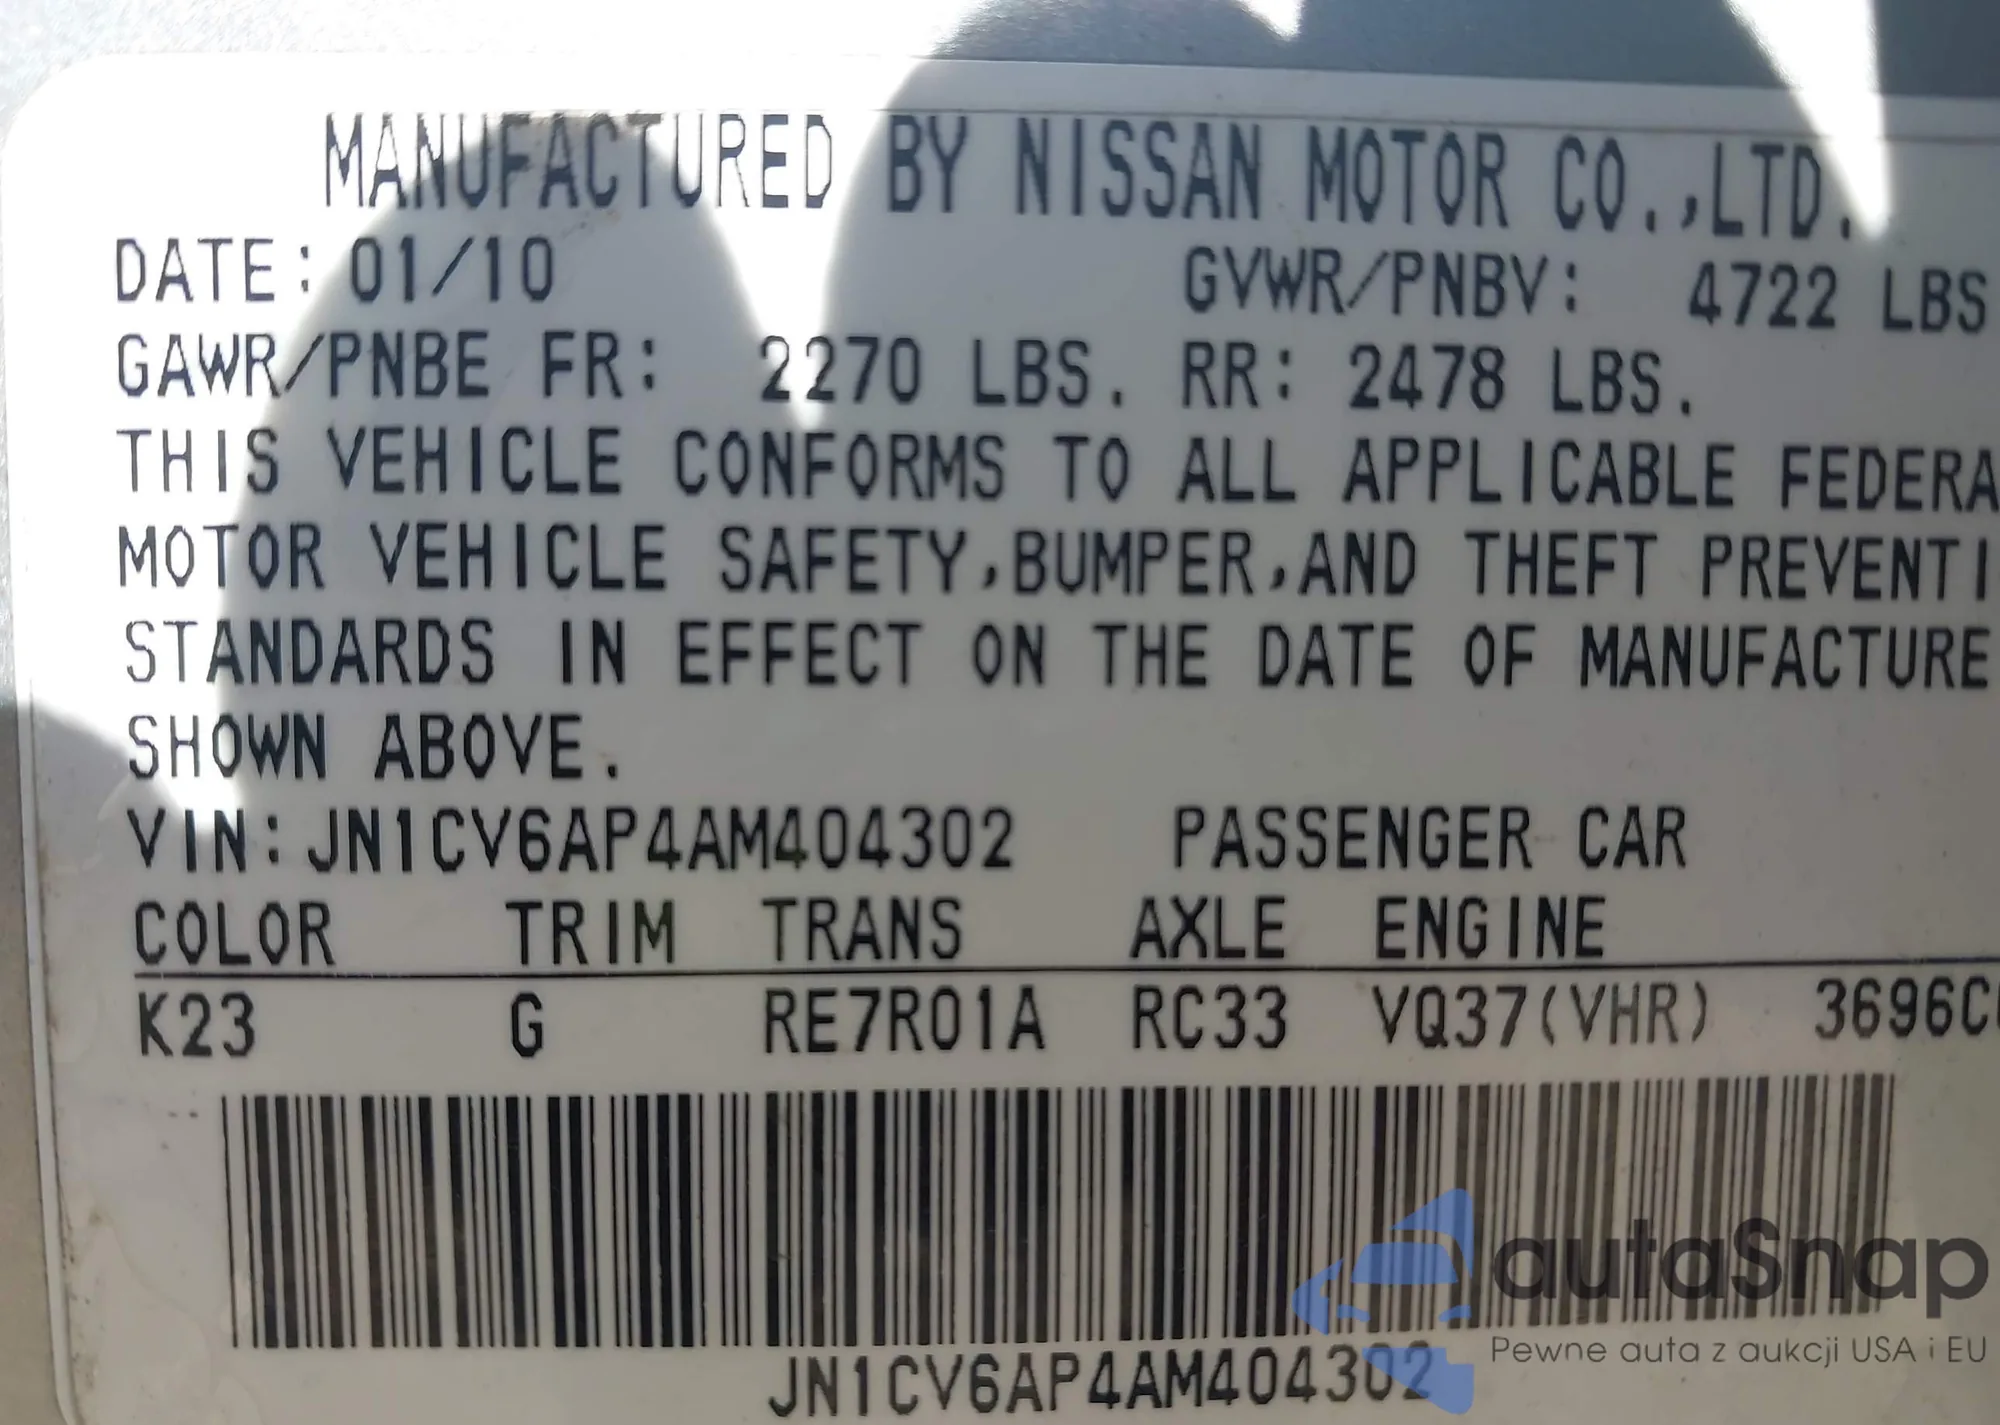 MANUFACTURED BY NISSAN MOTOR CO.,LTD.
DATE: 01/10 GVWR/PNBV: 4722 LBS
GAWR/PNBE FR: 2270 LBS. RR: 2478 LBS.
THIS VEHICLE CONFORMS TO ALL APPLICABLE FEDERA
MOTOR VEHICLE SAFETY,BUMPER,AND THEFT PREVENTI
STANDARDS IN EFFECT ON THE DATE OF MANUFACTURE
SHOWN ABOVE.
VIN: JN1CV6AP4AM404302 PASSENGER CAR
COLOR TRIM TRANS AXLE ENGINE
K23 G RE7R01A RC33 VQ37(VHR) 3696C
JN1CV6AP4AM404302
autaSnap
Pewne auta z aukcji USA i EU